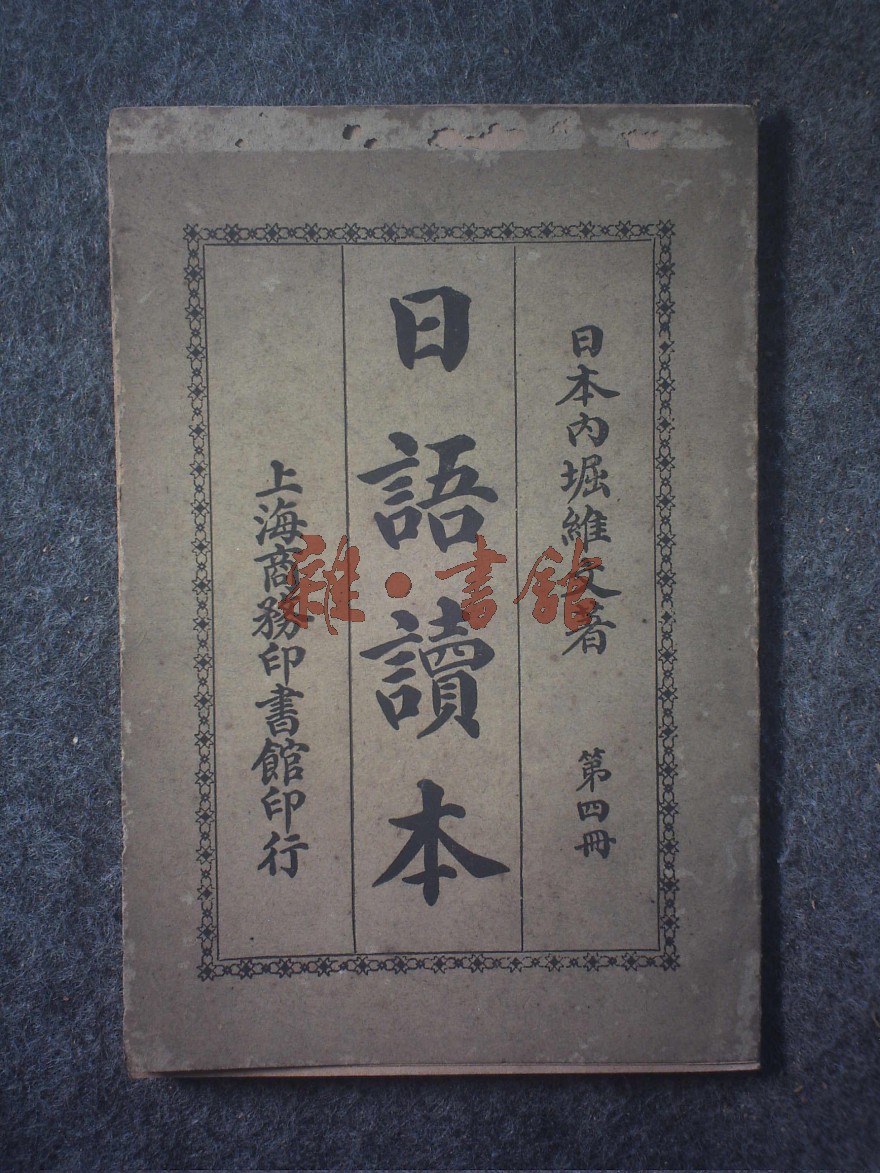 日本內堀維文著　第四冊
日語讀本
上海商務印書館印行
雜·書館